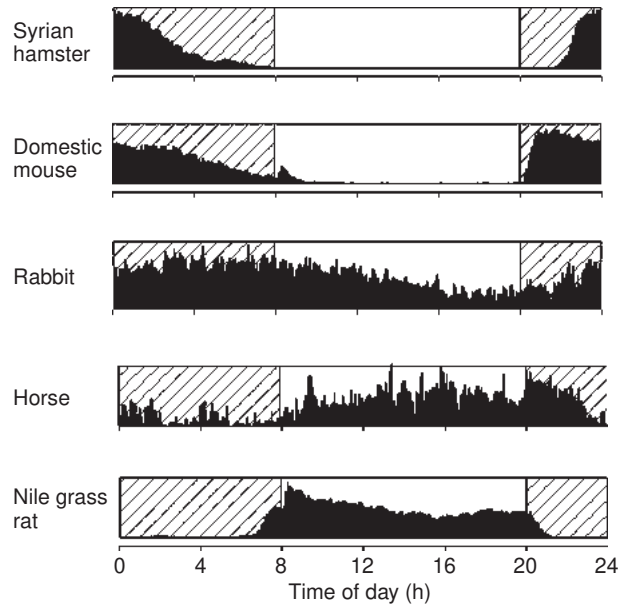 Syrian
hamster
Domestic
mouse
Rabbit
Horse
Nile grass
rat
0 4 8 12 16 20 24
Time of day (h)